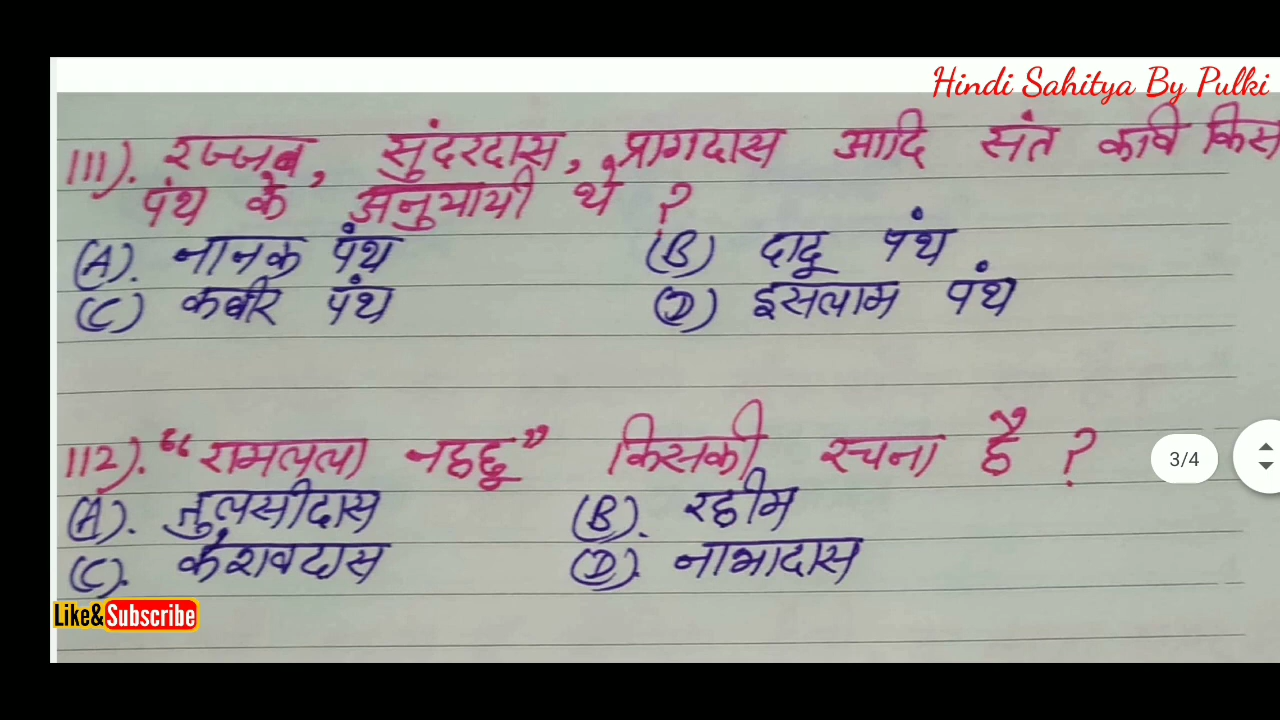 Hindi Sahitya By Pulki
111). रज्जब, सुंदरदास, प्रागदास आदि संत कवि किस
पंथ के अनुयायी थे ?
(A). नानक पंथ (B) दादू पंथ
(C) कबीर पंथ (D) इसलाम पंथ
112). “रामलला नहछू” किसकी रचना है ?
3/4
(A). तुलसीदास (B). रहीम
(C). केशवदास (D). नाभादास
Like& Subscribe